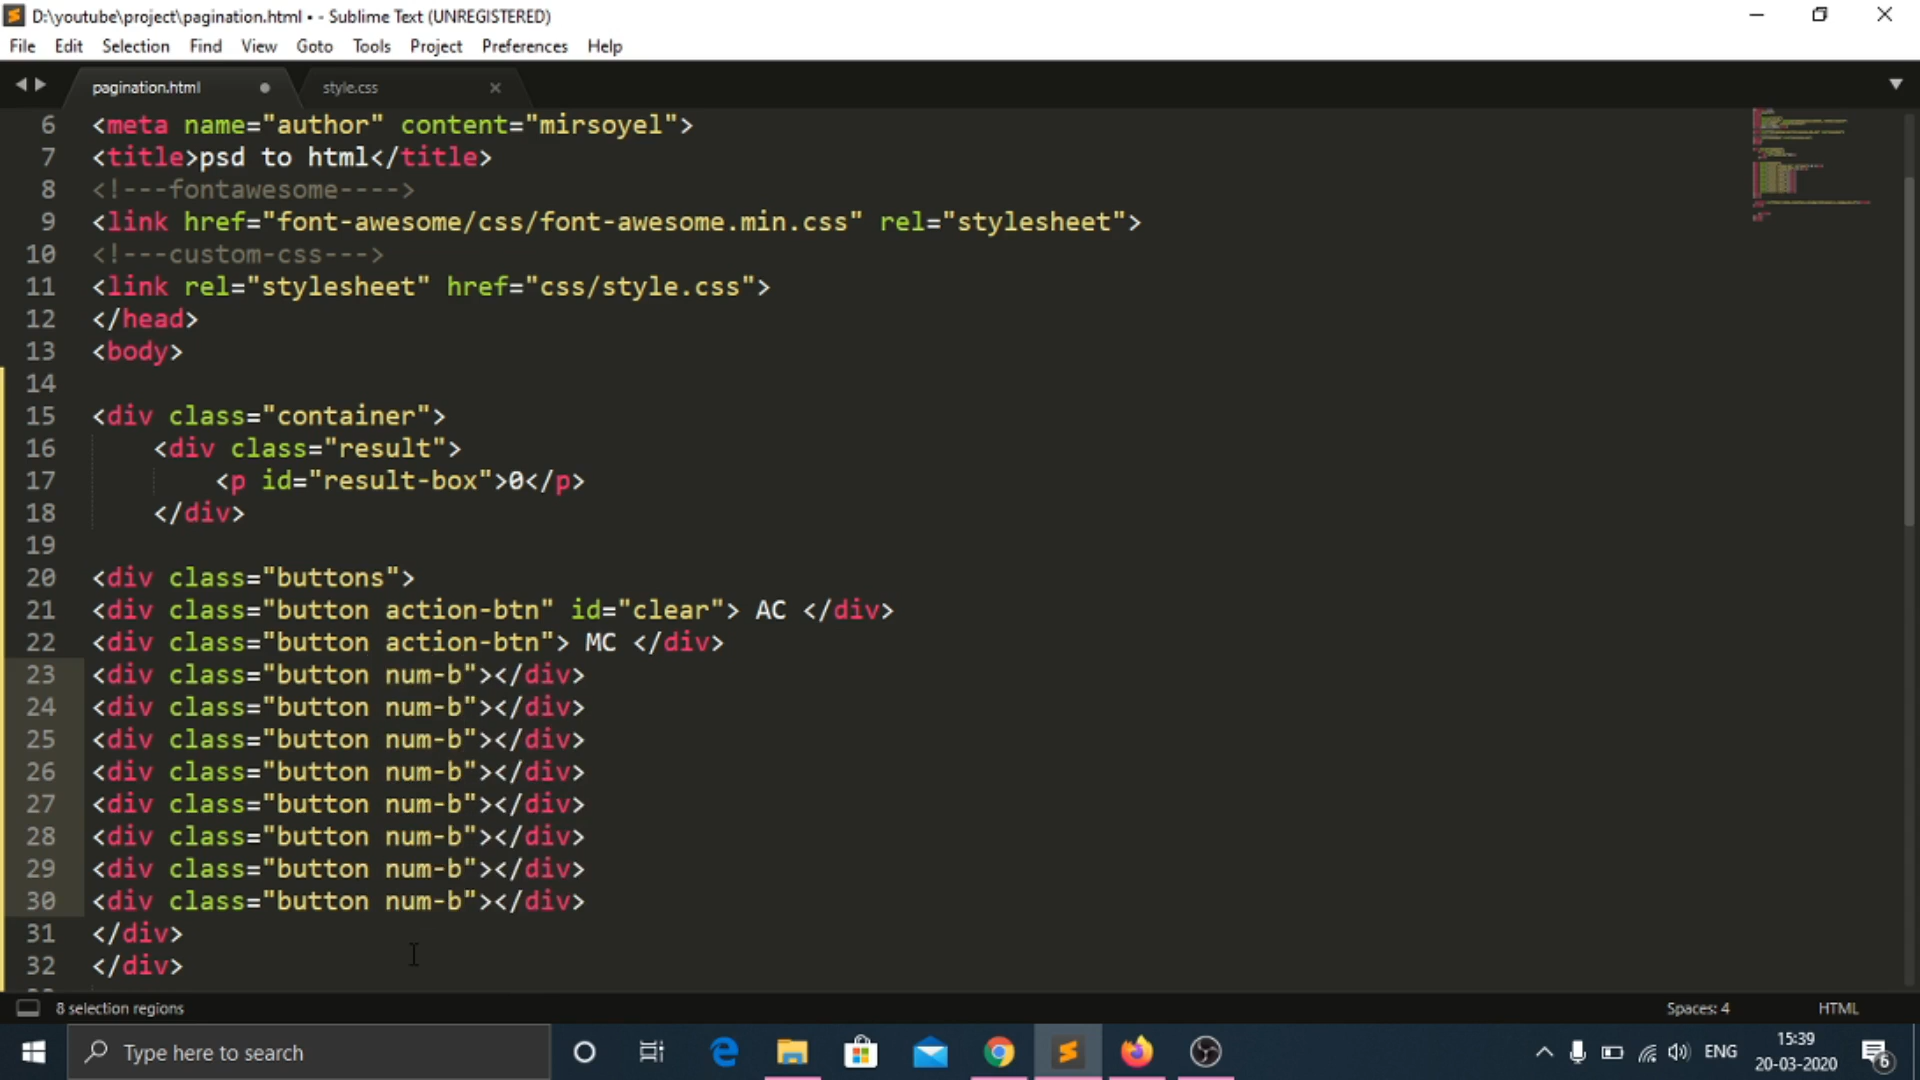 D:\youtube\project\pagination.html • - Sublime Text (UNREGISTERED)
File Edit Selection Find View Goto Tools Project Preferences Help
pagination.html style.css
6 <meta name="author" content="mirsoyel">
7 <title>psd to html</title>
8 <!---fontawesome---->
9 <link href="font-awesome/css/font-awesome.min.css" rel="stylesheet">
10 <!---custom-css--->
11 <link rel="stylesheet" href="css/style.css">
12 </head>
13 <body>
14
15 <div class="container">
16 <div class="result">
17 <p id="result-box">0</p>
18 </div>
19
20 <div class="buttons">
21 <div class="button action-btn" id="clear"> AC </div>
22 <div class="button action-btn"> MC </div>
23 <div class="button num-b"></div>
24 <div class="button num-b"></div>
25 <div class="button num-b"></div>
26 <div class="button num-b"></div>
27 <div class="button num-b"></div>
28 <div class="button num-b"></div>
29 <div class="button num-b"></div>
30 <div class="button num-b"></div>
31 </div>
32 </div>
8 selection regions Spaces: 4 HTML
Type here to search ENG 15:39
20-03-2020 6